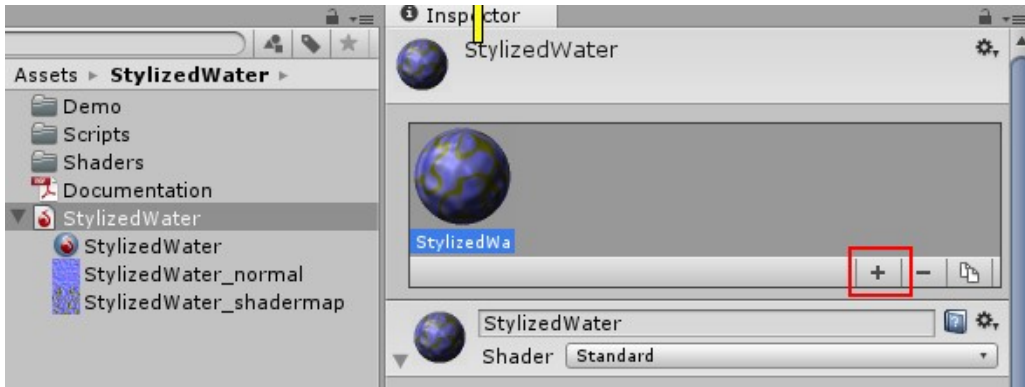 Inspector
StylizedWater
Assets ▸ StylizedWater ▸
Demo
Scripts
Shaders
Documentation
StylizedWater
StylizedWater
StylizedWater_normal
StylizedWater_shadermap
StylizedWa
StylizedWater
Shader Standard